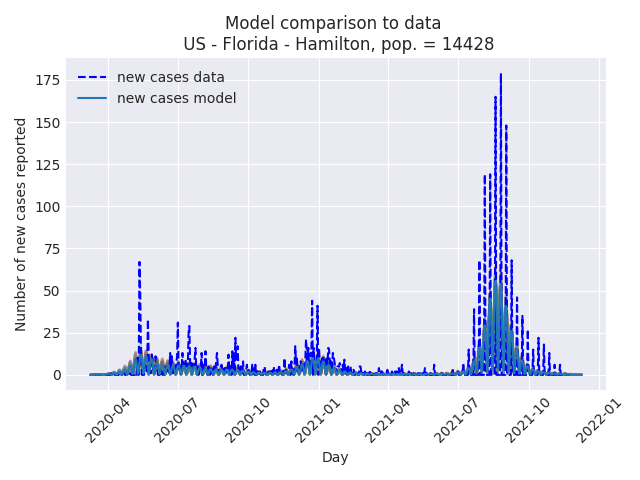 Model comparison to data
US - Florida - Hamilton, pop. = 14428
new cases data
new cases model
Number of new cases reported
175
150
125
100
75
50
25
0
2020-04
2020-07
2020-10
2021-01
2021-04
2021-07
2021-10
2022-01
Day